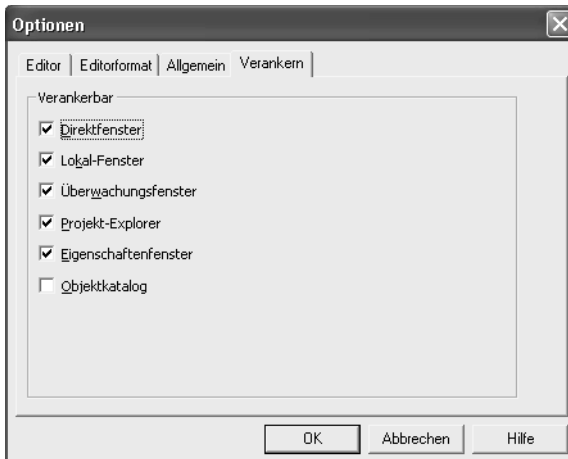 Optionen
Editor Editorformat Allgemein Verankern
Verankerbar
Direktfenster
Lokal-Fenster
Überwachungsfenster
Projekt-Explorer
Eigenschaftenfenster
Objektkatalog
OK Abbrechen Hilfe